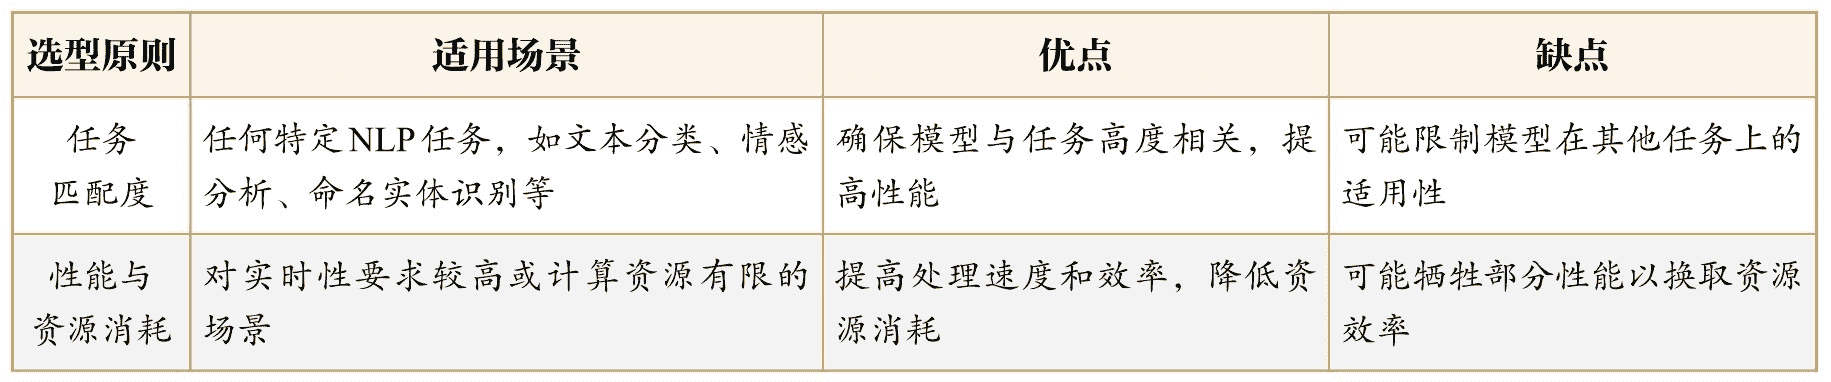 选型原则 适用场景 优点 缺点
任务
匹配度
任何特定NLP任务，如文本分类、情感
分析、命名实体识别等
确保模型与任务高度相关，提
高性能
可能限制模型在其他任务上的
适用性
性能与
资源消耗
对实时性要求较高或计算资源有限的
场景
提高处理速度和效率，降低资
源消耗
可能牺牲部分性能以换取资源
效率